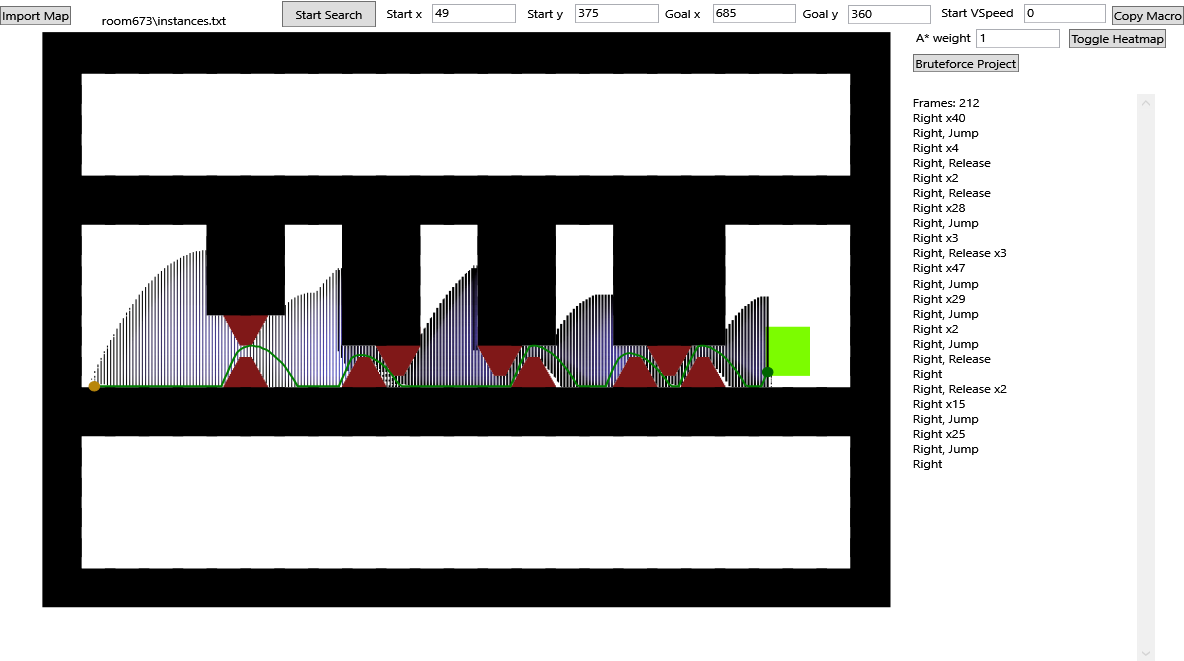 Import Map
room673\instances.txt
Start Search
Start x 49
Start y 375
Goal x 685
Goal y 360
Start VSpeed 0
Copy Macro
A* weight 1
Toggle Heatmap
Bruteforce Project
Frames: 212
Right x40
Right, Jump
Right x4
Right, Release
Right x2
Right, Release
Right x28
Right, Jump
Right x3
Right, Release x3
Right x47
Right, Jump
Right x29
Right, Jump
Right x2
Right, Jump
Right, Release
Right
Right, Release x2
Right x15
Right, Jump
Right x25
Right, Jump
Right